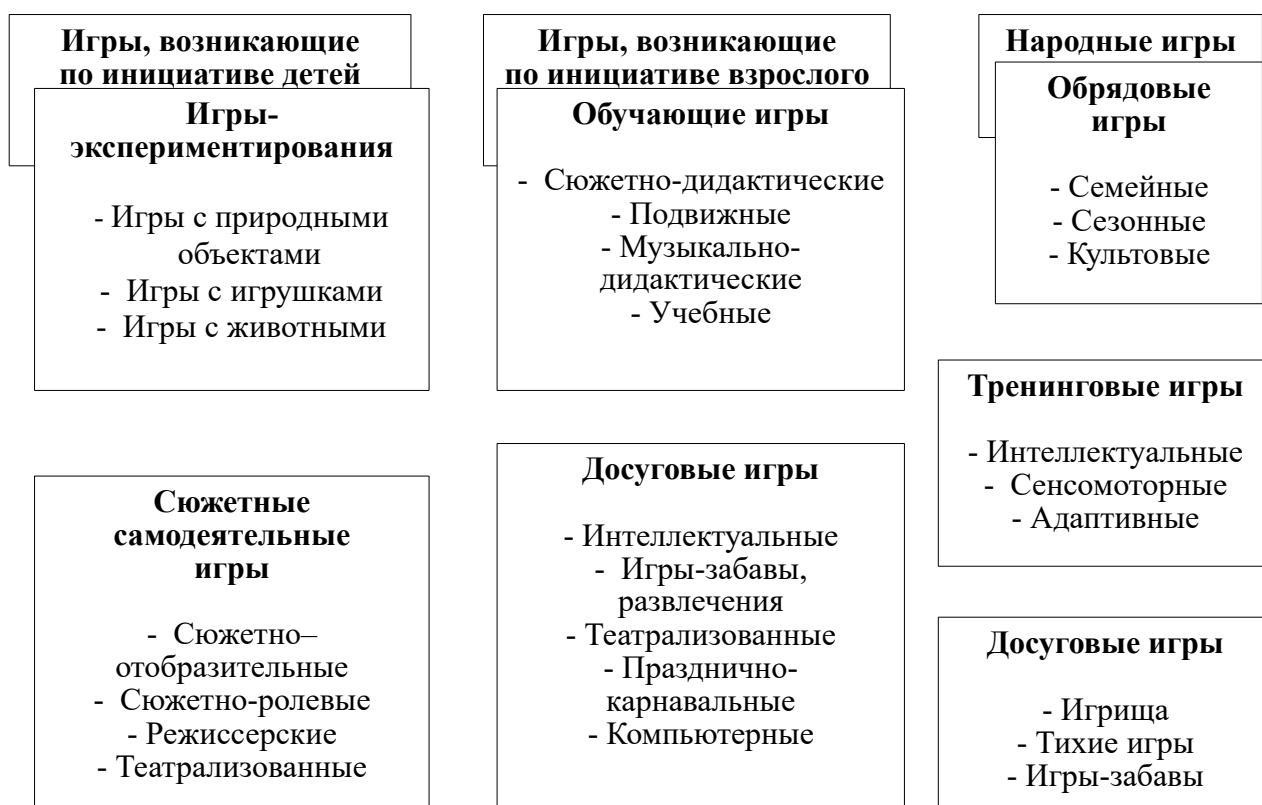 Игры, возникающие
по инициативе детей
Игры-
экспериментирования
- Игры с природными
объектами
- Игры с игрушками
- Игры с животными
Сюжетные
самодеятельные
игры
- Сюжетно–
отобразительные
- Сюжетно-ролевые
- Режиссерские
- Театрализованные
Игры, возникающие
по инициативе взрослого
Обучающие игры
- Сюжетно-дидактические
- Подвижные
- Музыкально-
дидактические
- Учебные
Досуговые игры
- Интеллектуальные
- Игры-забавы,
развлечения
- Театрализованные
- Празднично-
карнавальные
- Компьютерные
Народные игры
Обрядовые
игры
- Семейные
- Сезонные
- Культовые
Тренинговые игры
- Интеллектуальные
- Сенсомоторные
- Адаптивные
Досуговые игры
- Игрища
- Тихие игры
- Игры-забавы